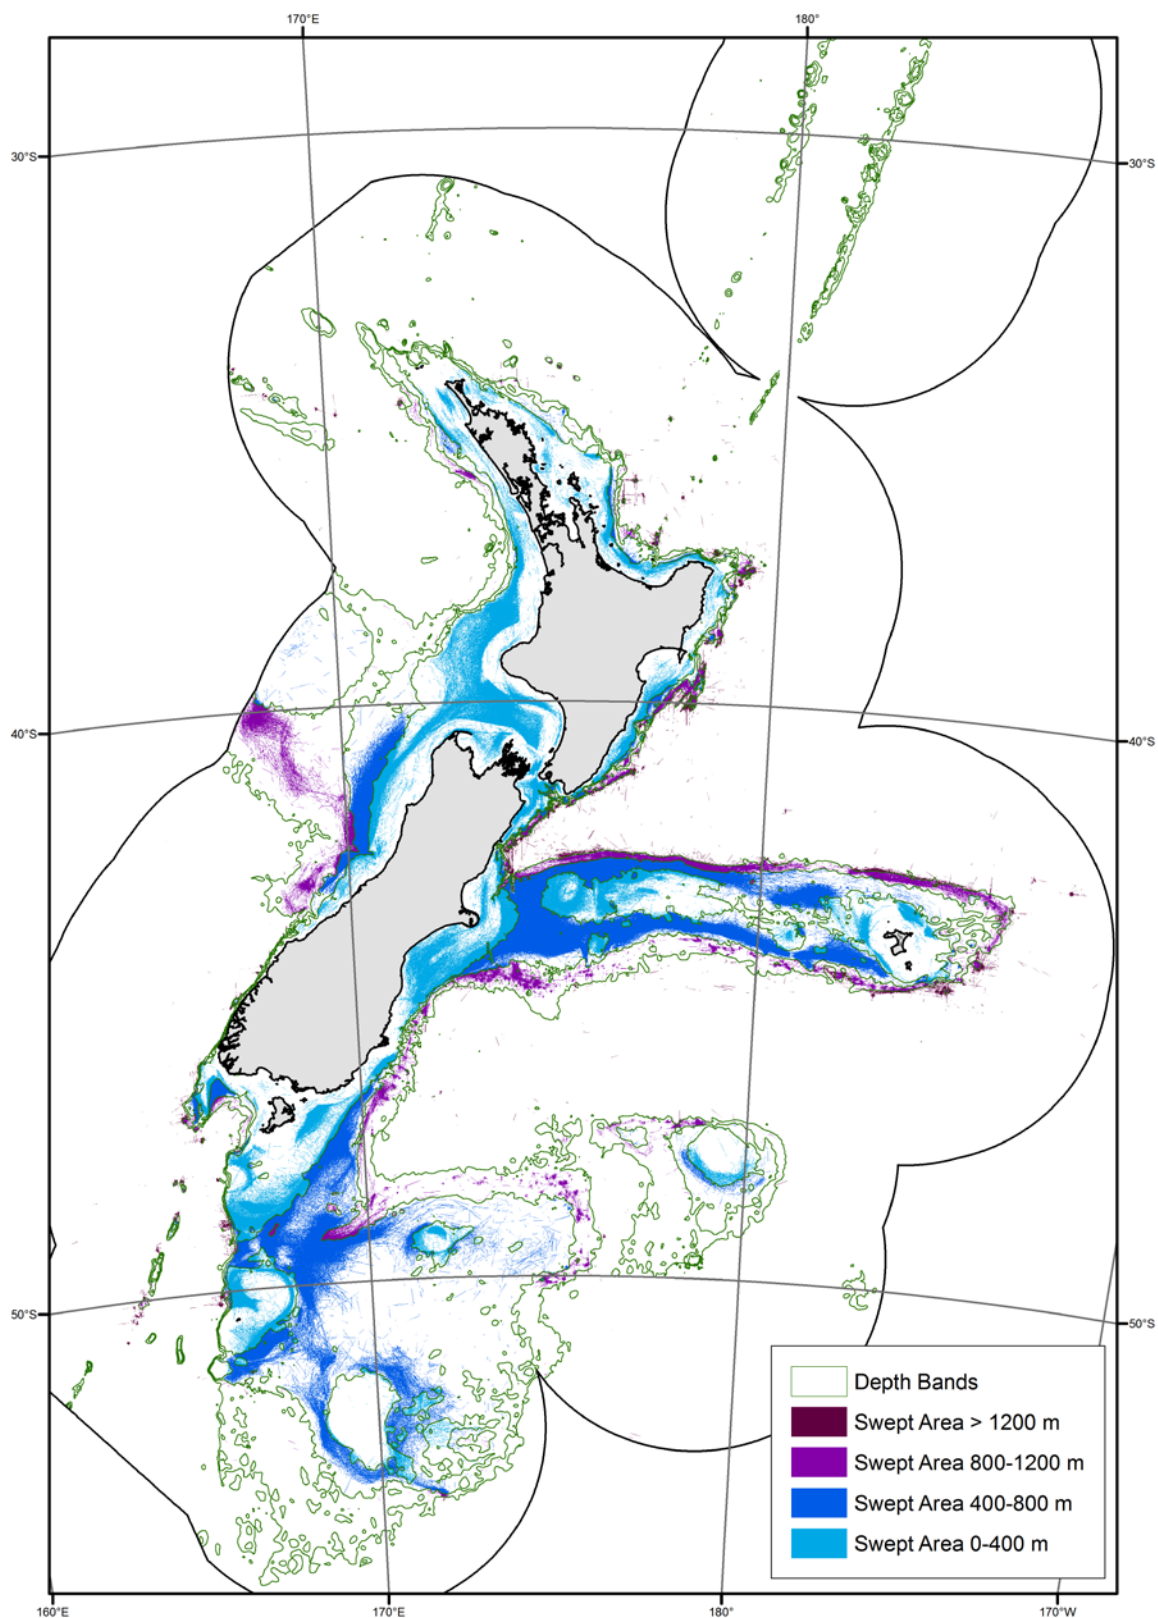 170°E 180°
30°S 30°S
40°S 40°S
50°S 50°S
Depth Bands
Swept Area > 1200 m
Swept Area 800-1200 m
Swept Area 400-800 m
Swept Area 0-400 m
160°E 170°E 180° 170°W